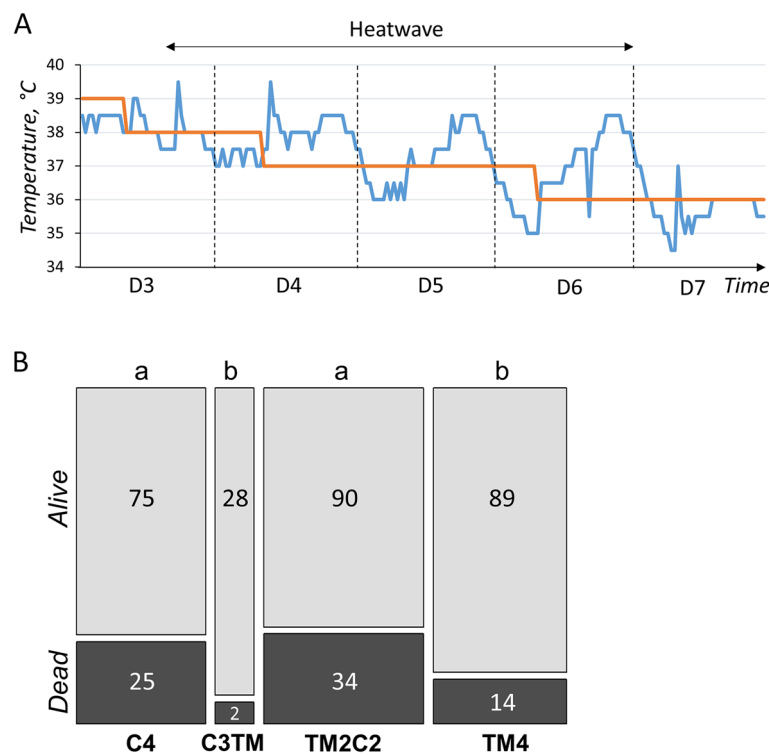 A
Heatwave
Temperature, °C
40
39
38
37
36
35
34
D3 D4 D5 D6 D7 Time
B
a b a b
Alive
75 28 90 89
Dead
25 2 34 14
C4 C3TM TM2C2 TM4